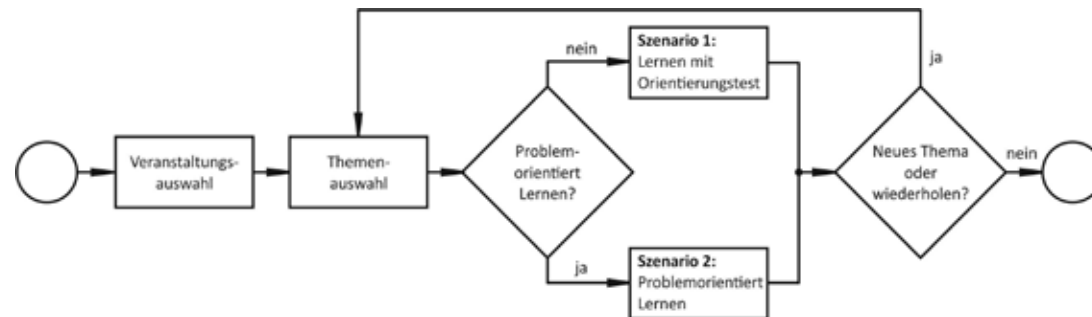 Veranstaltungs-
auswahl
Themen-
auswahl
Problem-
orientiert
Lernen?
nein
Szenario 1:
Lernen mit
Orientierungstest
ja
Szenario 2:
Problemorientiert
Lernen
Neues Thema
oder
wiederholen?
ja
nein